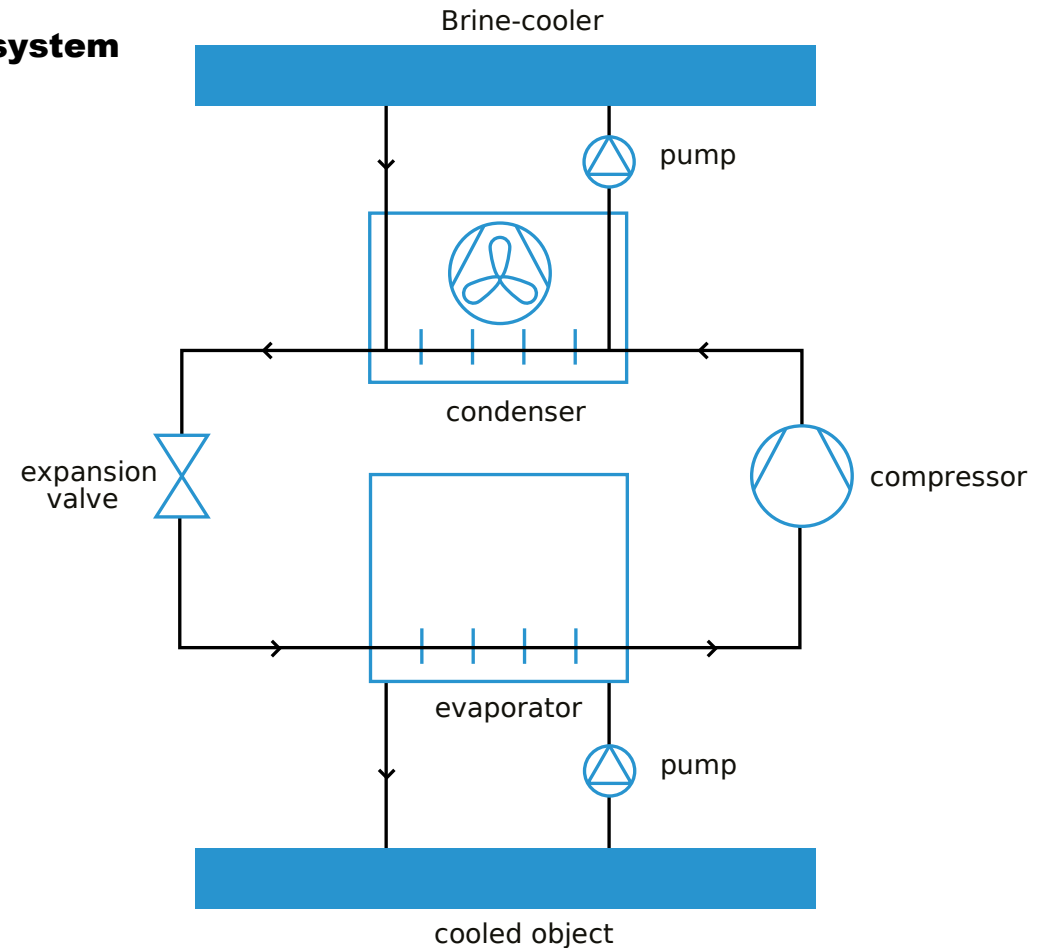 system
Brine-cooler
pump
condenser
expansion
valve
compressor
evaporator
pump
cooled object